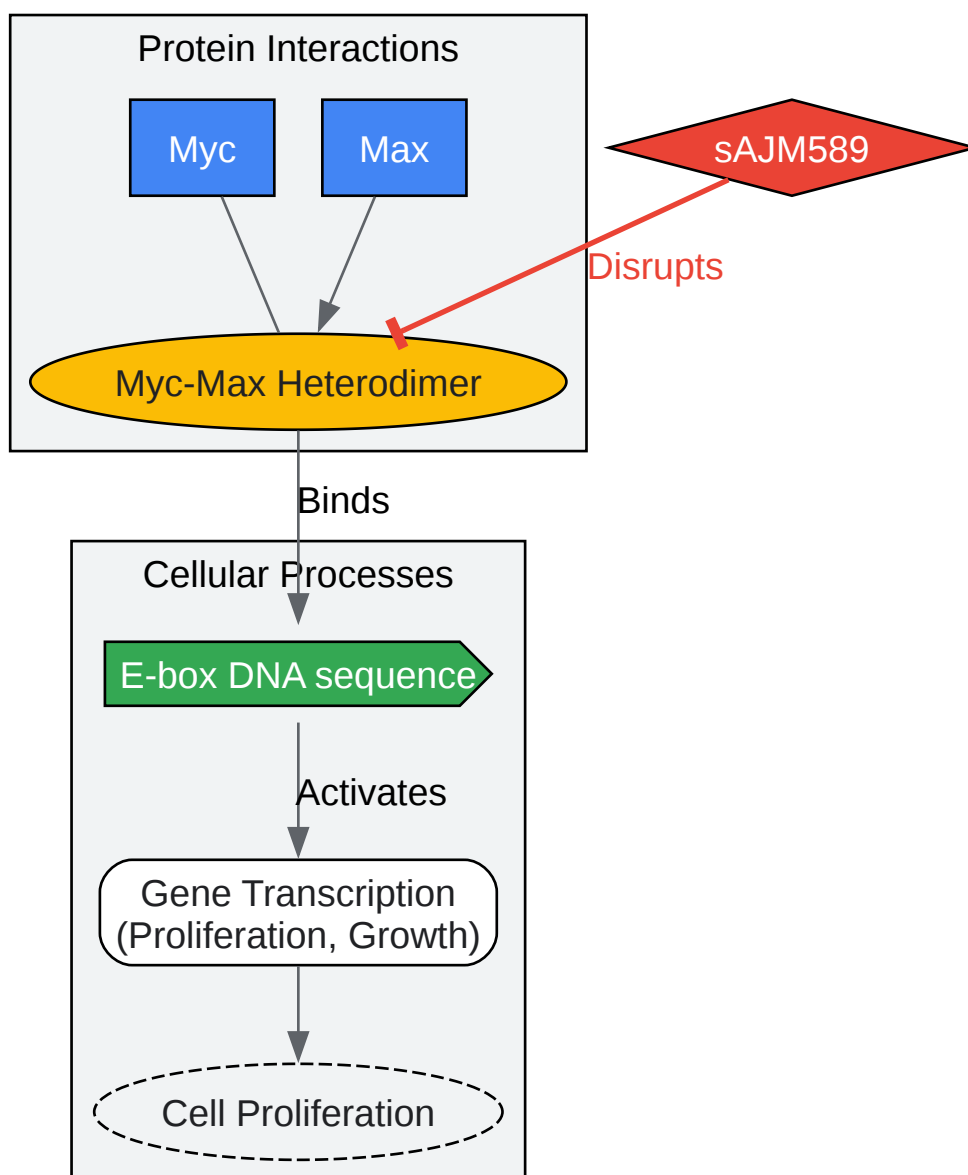 Protein Interactions
Myc
Max
sAJM589
Disrupts
Myc-Max Heterodimer
Binds
Cellular Processes
E-box DNA sequence
Activates
Gene Transcription
(Proliferation, Growth)
Cell Proliferation